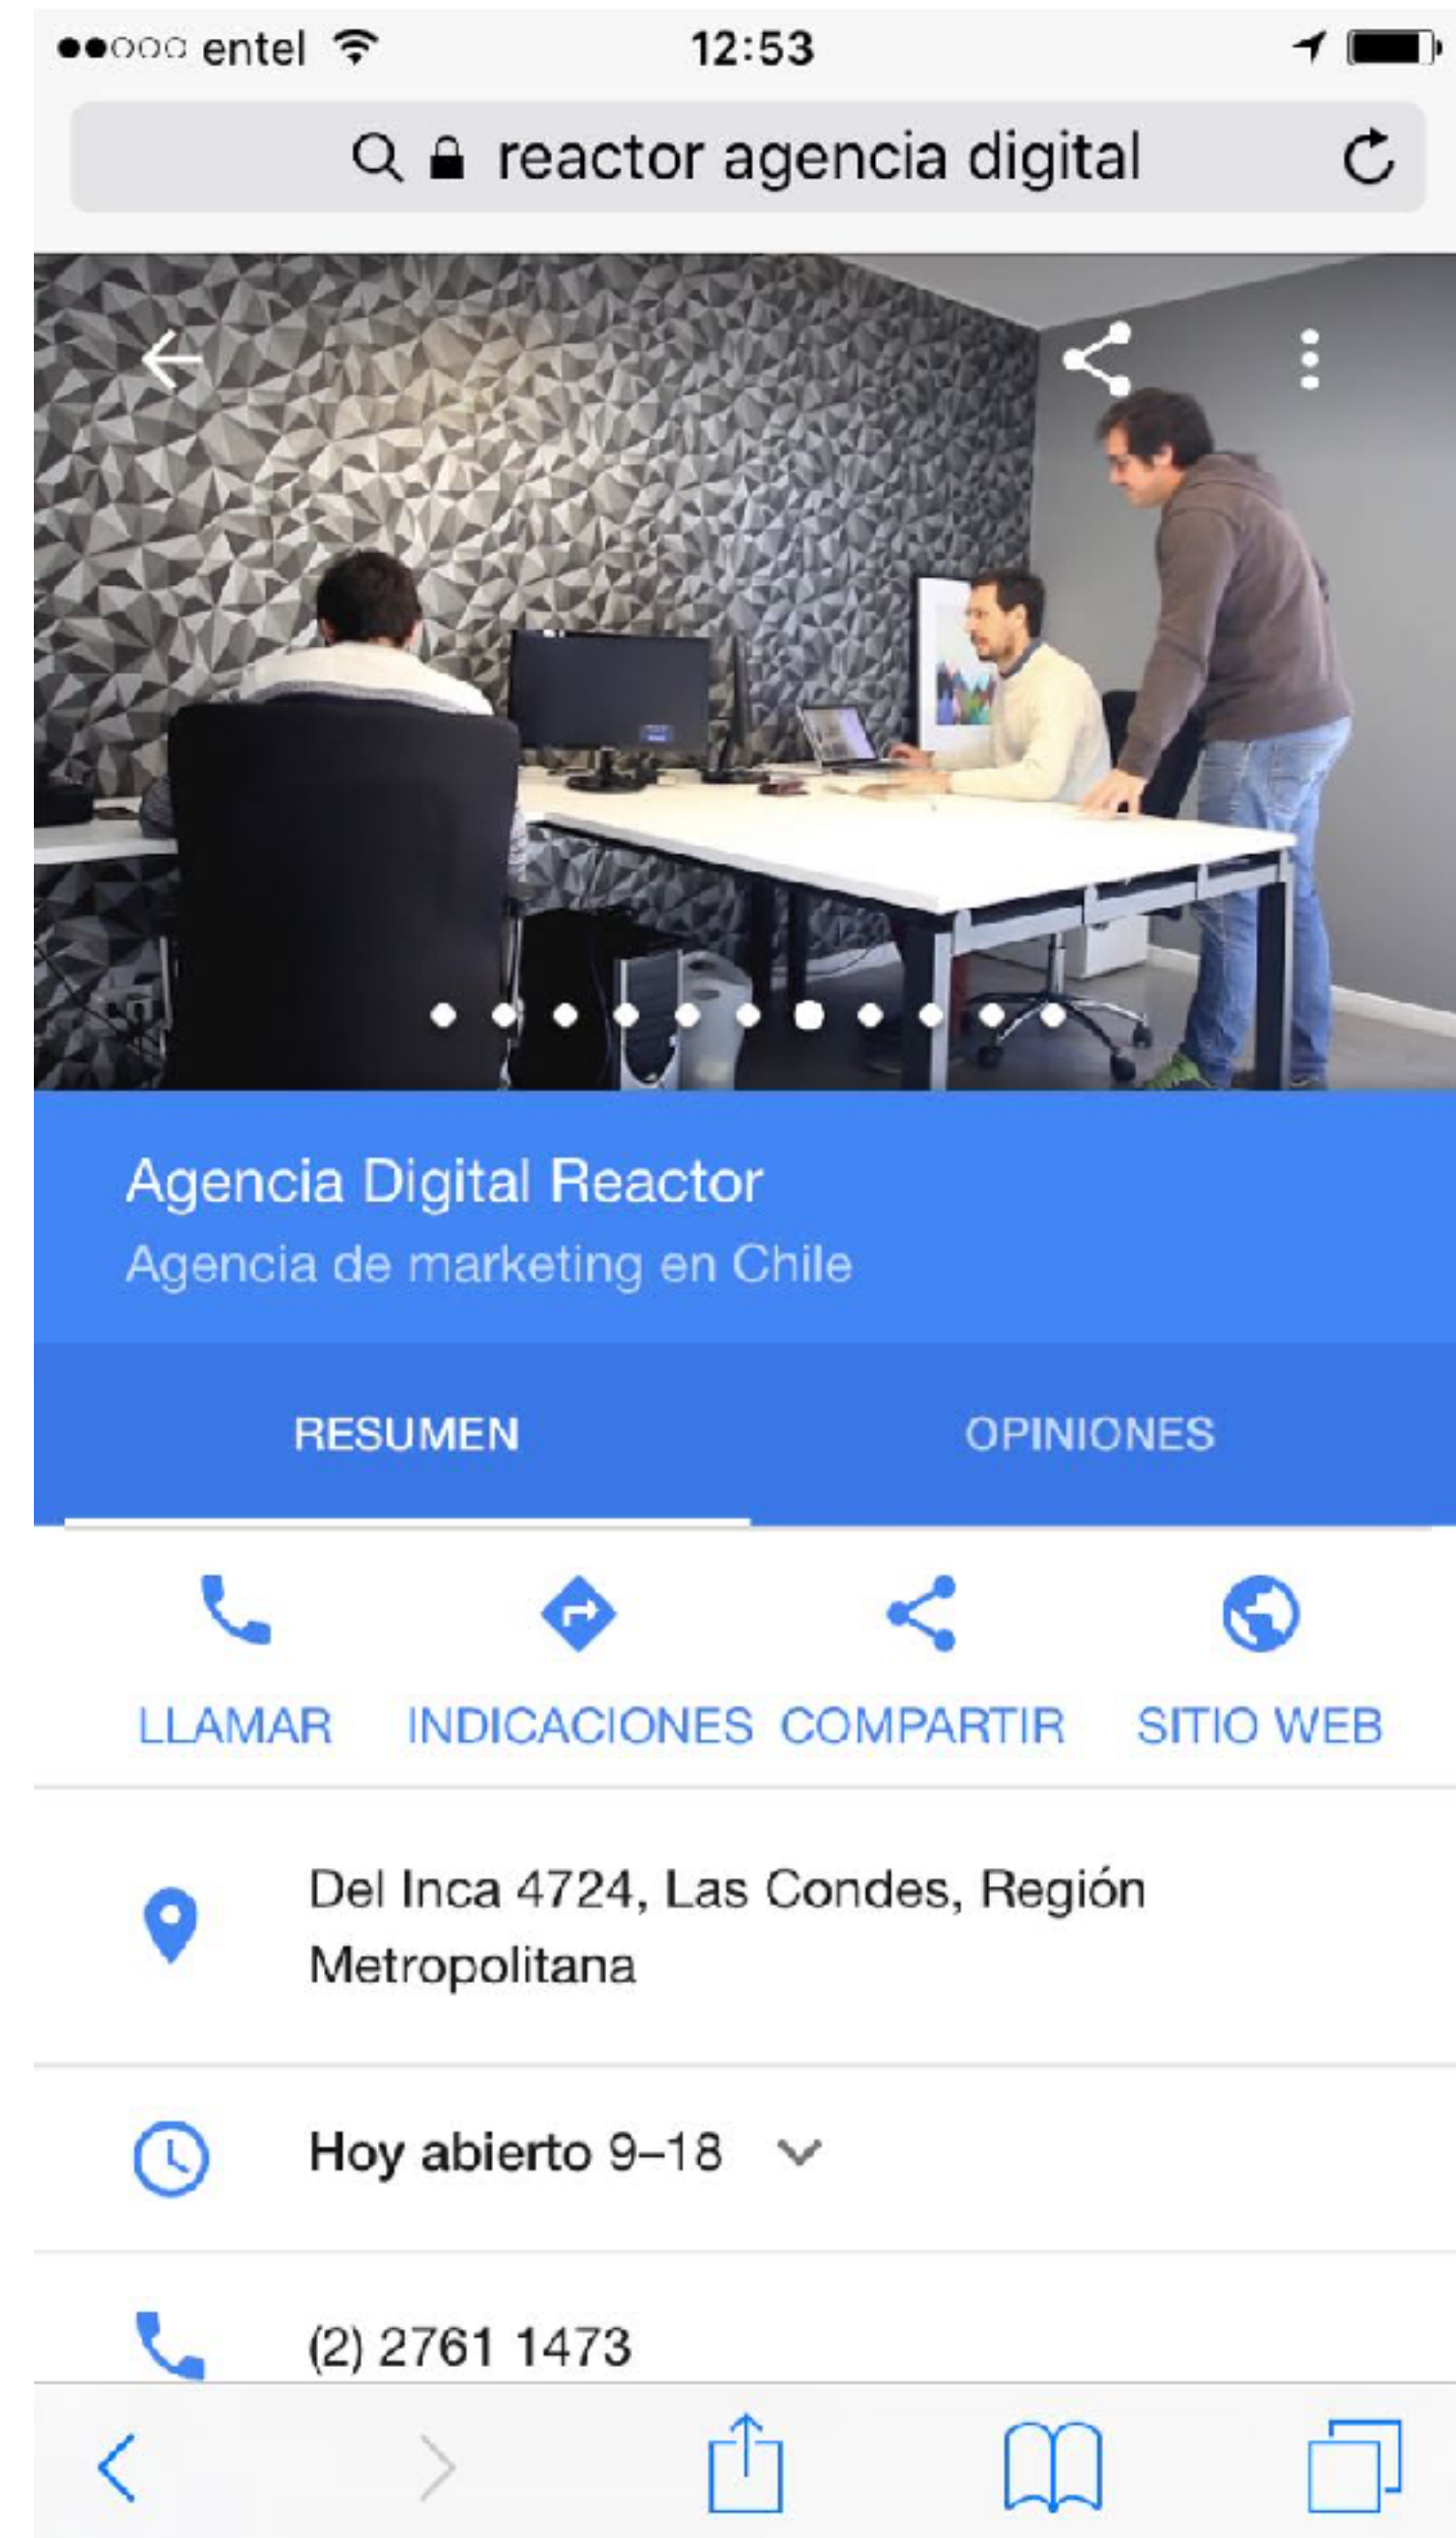 entel
12:53
reactor agencia digital
Agencia Digital Reactor
Agencia de marketing en Chile
RESUMEN
OPINIONES
LLAMAR
INDICACIONES
COMPARTIR
SITIO WEB
Del Inca 4724, Las Condes, Región
Metropolitana
Hoy abierto 9–18
(2) 2761 1473